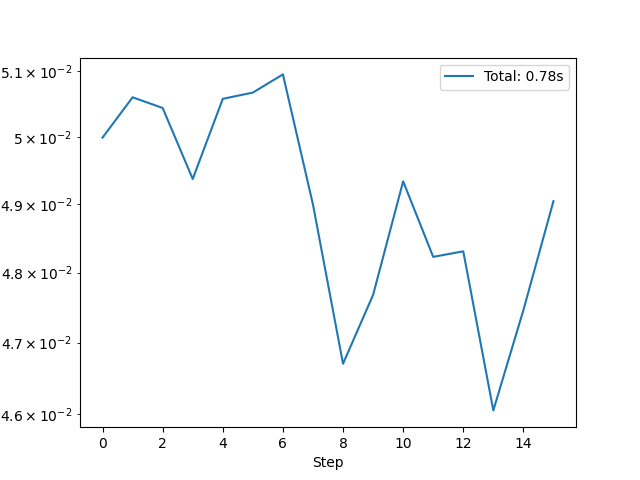 Total: 0.78s
5.1 × 10⁻²
5 × 10⁻²
4.9 × 10⁻²
4.8 × 10⁻²
4.7 × 10⁻²
4.6 × 10⁻²
0 2 4 6 8 10 12 14
Step